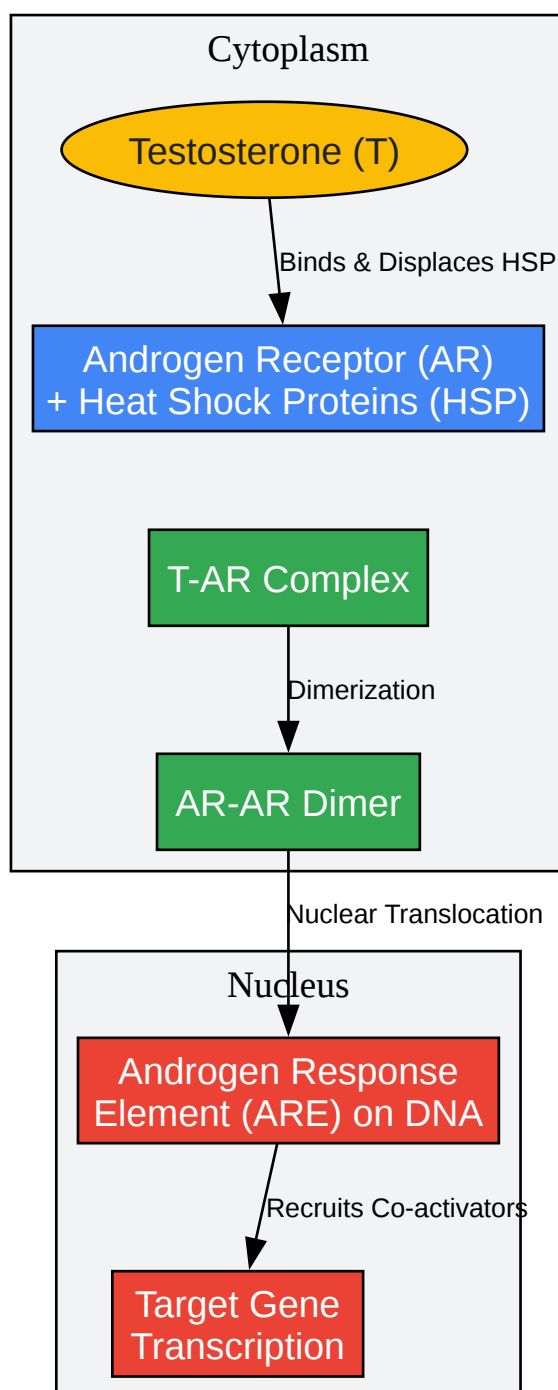 Cytoplasm
Testosterone (T)
Binds & Displaces HSP
Androgen Receptor (AR)
+ Heat Shock Proteins (HSP)
T-AR Complex
Dimerization
AR-AR Dimer
Nuclear Translocation
Nucleus
Androgen Response
Element (ARE) on DNA
Recruits Co-activators
Target Gene
Transcription